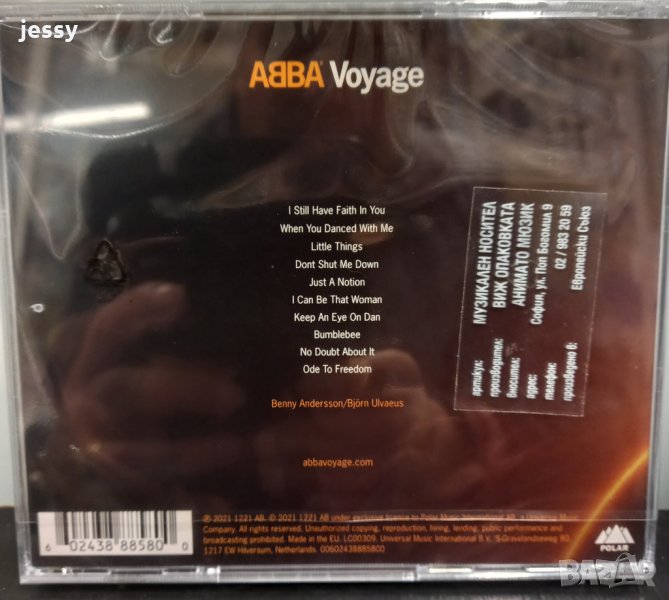 jessy
ABBA Voyage
I Still Have Faith In You
When You Danced With Me
Little Things
Dont Shut Me Down
Just A Notion
I Can Be That Woman
Keep An Eye On Dan
Bumblebee
No Doubt About It
Ode To Freedom
Benny Andersson/Björn Ulvaeus
abbavoyage.com
артикул: МУЗИКАЛЕН НОСИТЕЛ
производител: ВИЖ ОПАКОВКАТА
вносител: АНИМАТО МЮЗИК
адрес: София, ул. Поп Богомил 9
телефон: 02 / 983 20 59
произведено в: Европейски Съюз
6 02438 88580 0
℗ 2021 1221 AB. © 2021 1221 AB under exclusive license to Polar Music International AB, a Universal Music
Company. All rights reserved. Unauthorized copying, reproduction, hiring, lending, public performance and
broadcasting prohibited. Made in the EU. LC00309. Universal Music International B.V. 'S-Gravelandseweg 80,
1217 EW Hilversum, Netherlands. 00602438885800
POLAR
BAZAR